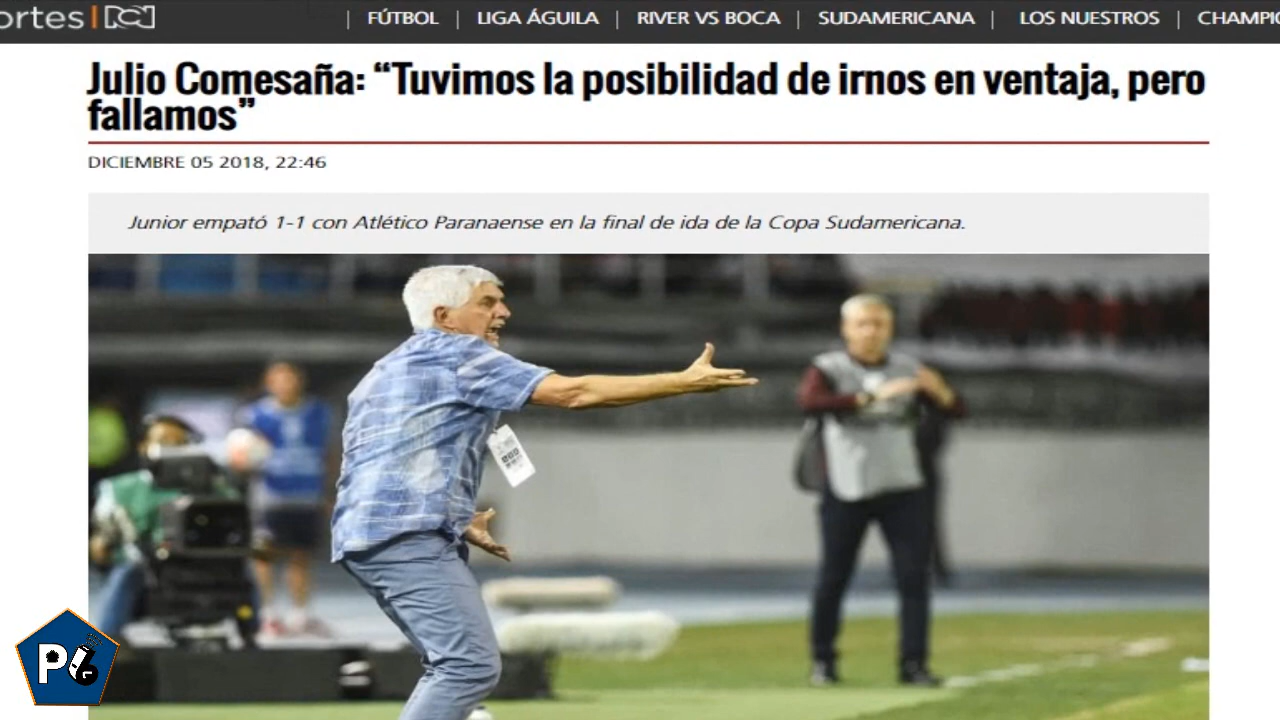 ortes | RCN
| FÚTBOL | LIGA ÁGUILA | RIVER VS BOCA | SUDAMERICANA | LOS NUESTROS | CHAMPIO
Julio Comesaña: “Tuvimos la posibilidad de irnos en ventaja, pero
fallamos”
DICIEMBRE 05 2018, 22:46
Junior empató 1-1 con Atlético Paranaense en la final de ida de la Copa Sudamericana.
P6